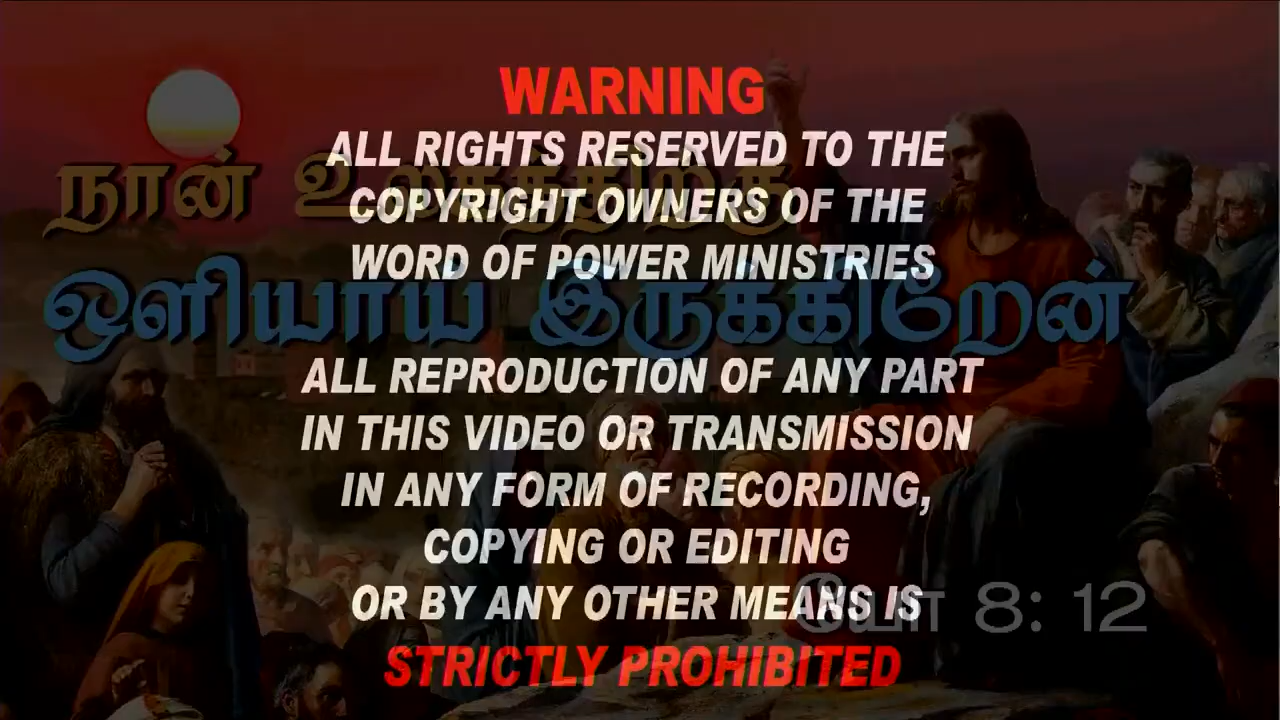 WARNING
ALL RIGHTS RESERVED TO THE
COPYRIGHT OWNERS OF THE
WORD OF POWER MINISTRIES
நான் உலகத்திற்கு
ஒளியாய் இருக்கிறேன்
ALL REPRODUCTION OF ANY PART
IN THIS VIDEO OR TRANSMISSION
IN ANY FORM OF RECORDING,
COPYING OR EDITING
OR BY ANY OTHER MEANS IS
யோ 8: 12
STRICTLY PROHIBITED